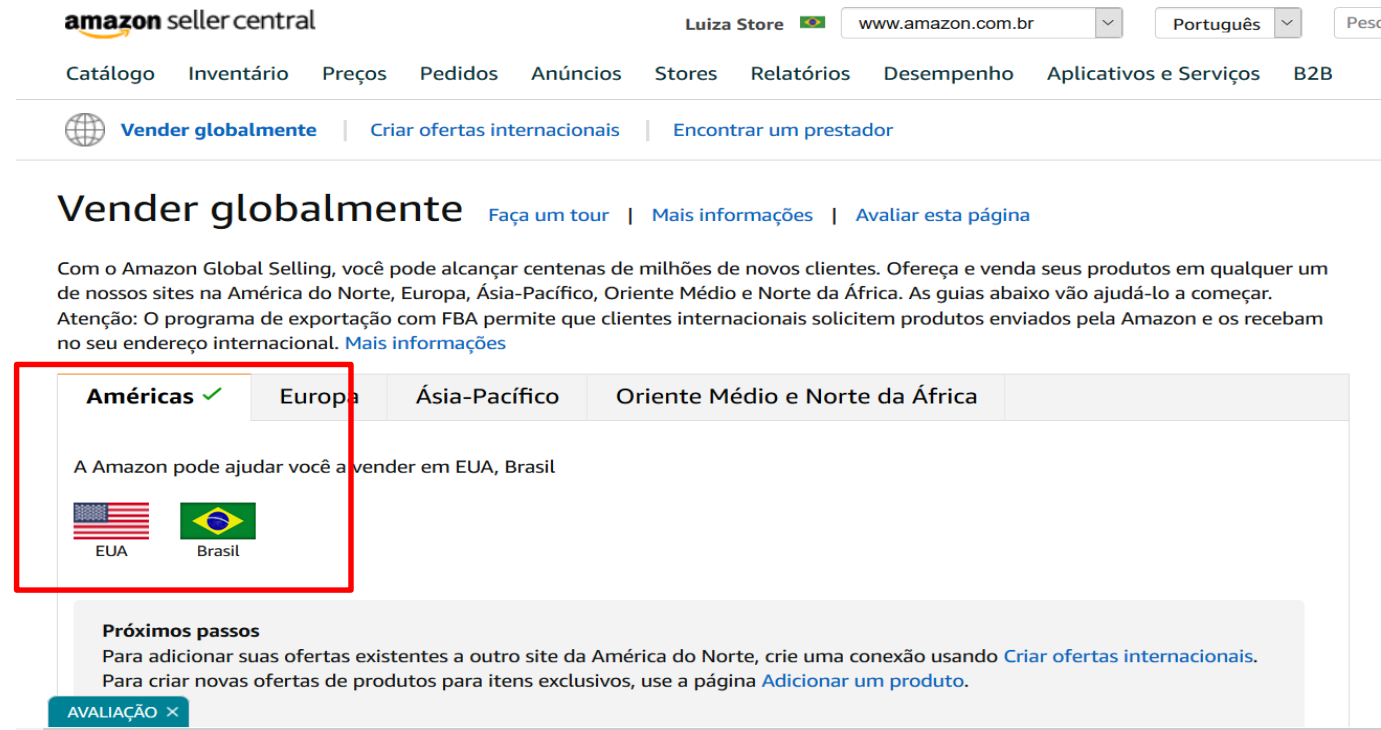 amazon seller central
Luiza Store
www.amazon.com.br
Português
Catálogo Inventário Preços Pedidos Anúncios Stores Relatórios Desempenho Aplicativos e Serviços B2B
Vender globalmente | Criar ofertas internacionais | Encontrar um prestador
Vender globalmente Faça um tour | Mais informações | Avaliar esta página
Com o Amazon Global Selling, você pode alcançar centenas de milhões de novos clientes. Ofereça e venda seus produtos em qualquer um
de nossos sites na América do Norte, Europa, Ásia-Pacífico, Oriente Médio e Norte da África. As guias abaixo vão ajudá-lo a começar.
Atenção: O programa de exportação com FBA permite que clientes internacionais solicitem produtos enviados pela Amazon e os recebam
no seu endereço internacional. Mais informações
Américas Europa Ásia-Pacífico Oriente Médio e Norte da África
A Amazon pode ajudar você a vender em EUA, Brasil
EUA Brasil
Próximos passos
Para adicionar suas ofertas existentes a outro site da América do Norte, crie uma conexão usando Criar ofertas internacionais.
Para criar novas ofertas de produtos para itens exclusivos, use a página Adicionar um produto.
AVALIAÇÃO ×